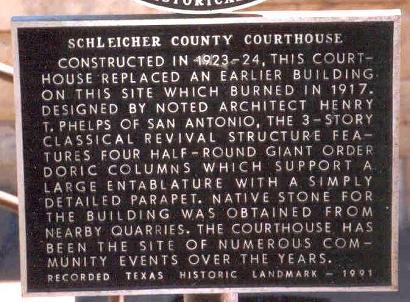 HISTORICAL
SCHLEICHER COUNTY COURTHOUSE
CONSTRUCTED IN 1923-24, THIS COURT-
HOUSE REPLACED AN EARLIER BUILDING
ON THIS SITE WHICH BURNED IN 1917.
DESIGNED BY NOTED ARCHITECT HENRY
T. PHELPS OF SAN ANTONIO, THE 3-STORY
CLASSICAL REVIVAL STRUCTURE FEA-
TURES FOUR HALF-ROUND GIANT ORDER
DORIC COLUMNS WHICH SUPPORT A
LARGE ENTABLATURE WITH A SIMPLY
DETAILED PARAPET. NATIVE STONE FOR
THE BUILDING WAS OBTAINED FROM
NEARBY QUARRIES. THE COURTHOUSE HAS
BEEN THE SITE OF NUMEROUS COM-
MUNITY EVENTS OVER THE YEARS.
RECORDED TEXAS HISTORIC LANDMARK - 1991